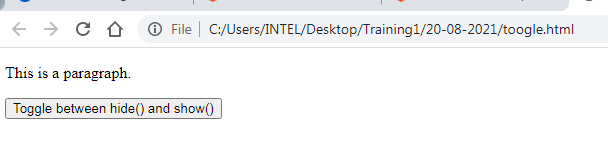 File
C:/Users/INTEL/Desktop/Training1/20-08-2021/toogle.html
This is a paragraph.
Toggle between hide() and show()